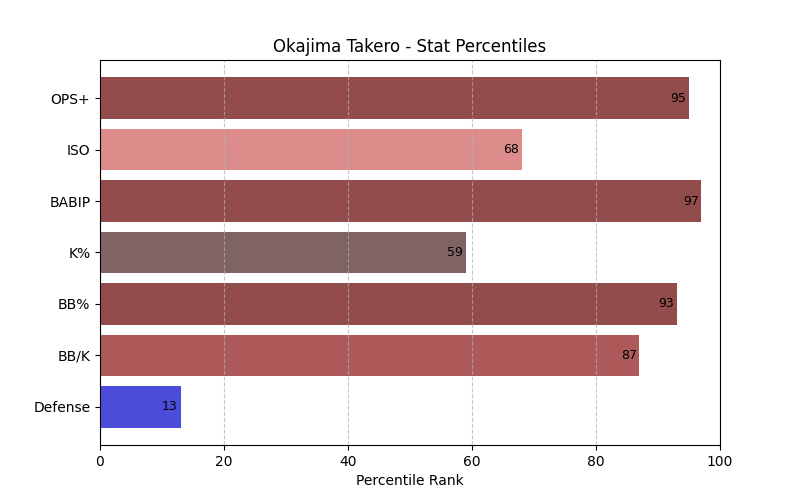 Okajima Takero - Stat Percentiles
OPS+ 95
ISO 68
BABIP 97
K% 59
BB% 93
BB/K 87
Defense 13
0 20 40 60 80 100
Percentile Rank